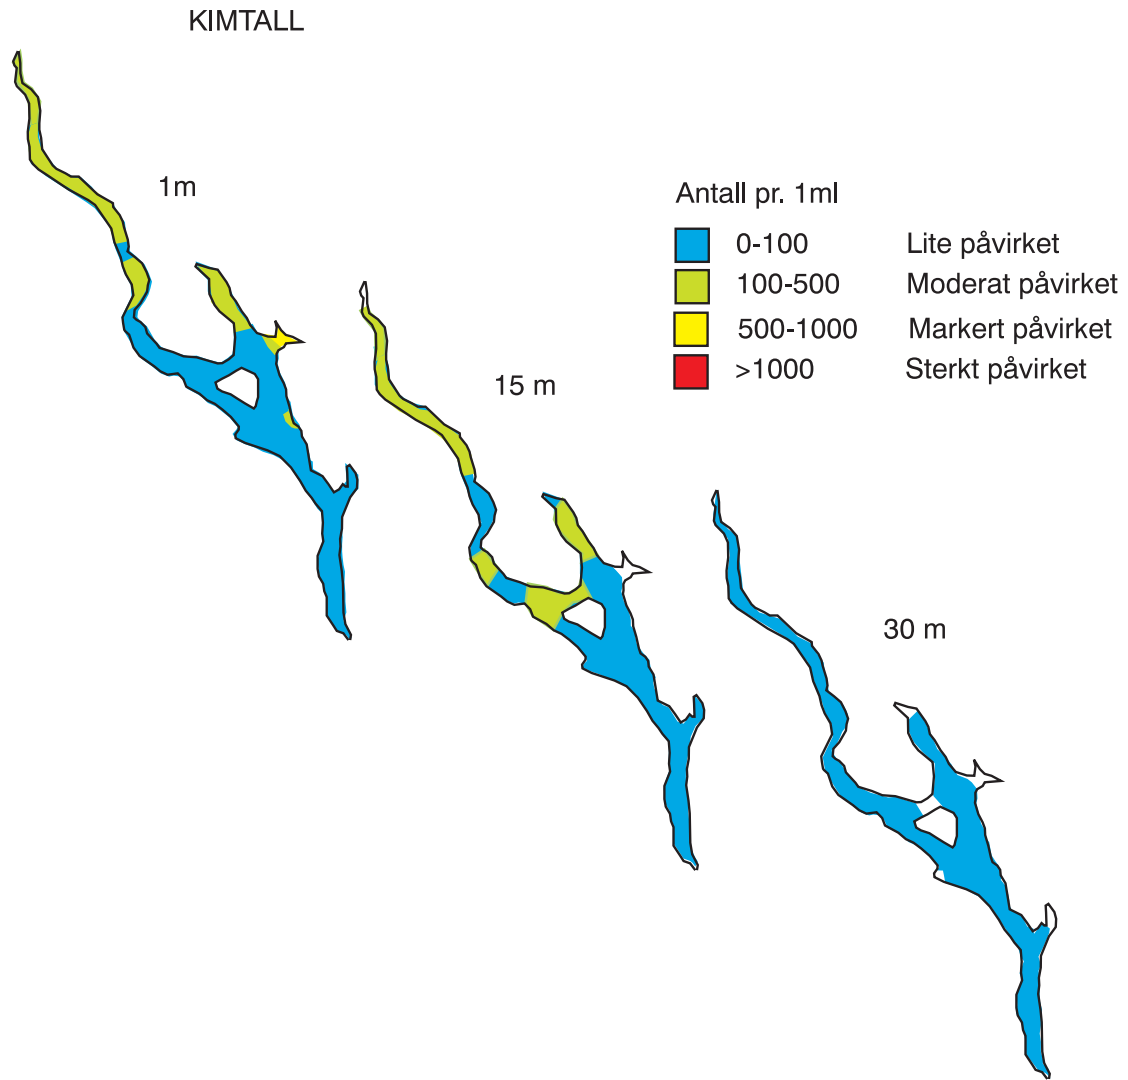 KIMTALL
1m
Antall pr. 1ml
0-100 Lite påvirket
100-500 Moderat påvirket
500-1000 Markert påvirket
>1000 Sterkt påvirket
15 m
30 m